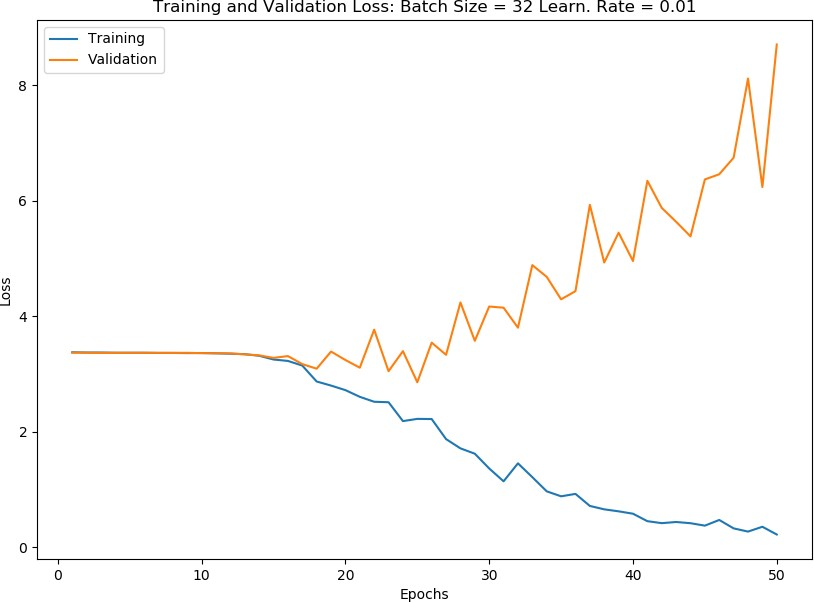 Training and Validation Loss: Batch Size = 32 Learn. Rate = 0.01
Training
Validation
8
6
4
2
0
Loss
0 10 20 30 40 50
Epochs